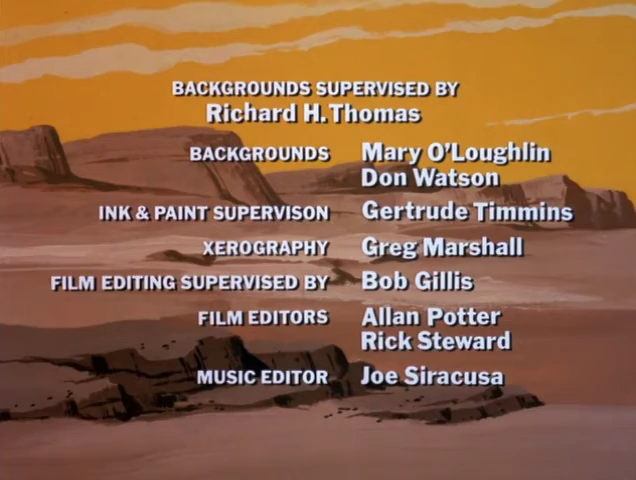 BACKGROUNDS SUPERVISED BY
Richard H. Thomas
BACKGROUNDS Mary O'Loughlin
Don Watson
INK & PAINT SUPERVISON Gertrude Timmins
XEROGRAPHY Greg Marshall
FILM EDITING SUPERVISED BY Bob Gillis
FILM EDITORS Allan Potter
Rick Steward
MUSIC EDITOR Joe Siracusa